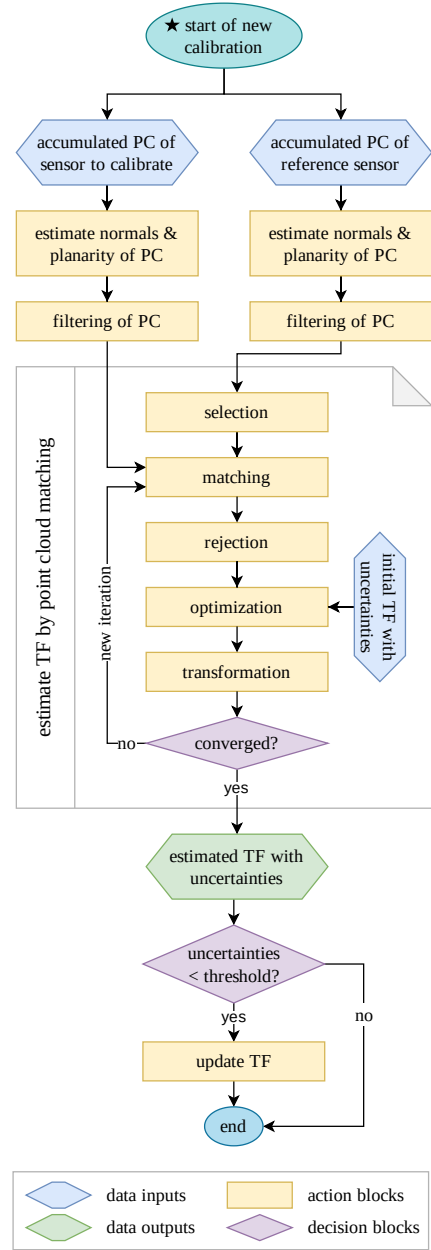 ★ start of new
calibration
accumulated PC of
sensor to calibrate
accumulated PC of
reference sensor
estimate normals &
planarity of PC
estimate normals &
planarity of PC
filtering of PC
filtering of PC
estimate TF by point cloud matching
selection
matching
rejection
initial TF with
uncertainties
optimization
transformation
new iteration
no
converged?
yes
estimated TF with
uncertainties
uncertainties
< threshold?
no
yes
update TF
end
data inputs
action blocks
data outputs
decision blocks